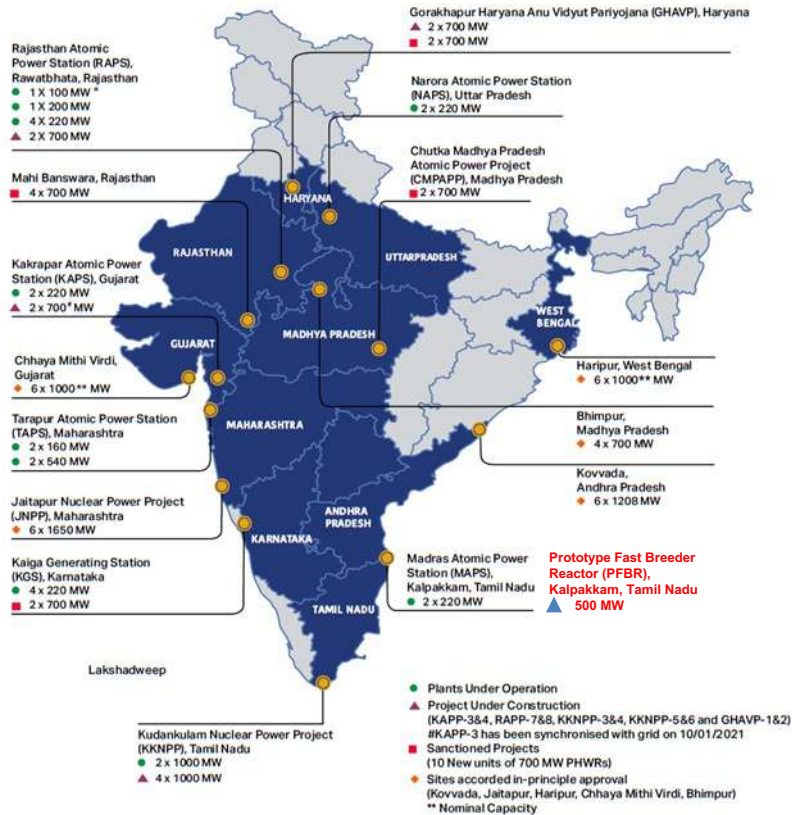 Gorakhapur Haryana Anu Vidyut Pariyojana (GHAVP), Haryana
2 x 700 MW
2 x 700 MW
Rajasthan Atomic
Power Station (RAPS),
Rawatbhata, Rajasthan
1 X 100 MW *
1 X 200 MW
4 X 220 MW
2 X 700 MW
Narora Atomic Power Station
(NAPS), Uttar Pradesh
2 x 220 MW
Chutka Madhya Pradesh
Atomic Power Project
(CMPAPP), Madhya Pradesh
2 x 700 MW
Mahi Banswara, Rajasthan
4 x 700 MW
HARYANA
RAJASTHAN
UTTARPRADESH
Kakrapar Atomic Power
Station (KAPS), Gujarat
2 x 220 MW
2 x 700# MW
WEST
BENGAL
MADHYA PRADESH
GUJARAT
Chhaya Mithi Virdi,
Gujarat
6 x 1000** MW
Haripur, West Bengal
6 x 1000** MW
Tarapur Atomic Power Station
(TAPS), Maharashtra
2 x 160 MW
2 x 540 MW
MAHARASHTRA
Bhimpur,
Madhya Pradesh
4 x 700 MW
Kovvada,
Andhra Pradesh
6 x 1208 MW
Jaitapur Nuclear Power Project
(JNPP), Maharashtra
6 x 1650 MW
ANDHRA
PRADESH
KARNATAKA
Kaiga Generating Station
(KGS), Karnataka
4 x 220 MW
2 x 700 MW
Madras Atomic Power
Station (MAPS),
Kalpakkam, Tamil Nadu
2 x 220 MW
Prototype Fast Breeder
Reactor (PFBR),
Kalpakkam, Tamil Nadu
500 MW
TAMIL NADU
Lakshadweep
Kudankulam Nuclear Power Project
(KKNPP), Tamil Nadu
2 x 1000 MW
4 x 1000 MW
Plants Under Operation
Project Under Construction
(KAPP-3&4, RAPP-7&8, KKNPP-3&4, KKNPP-5&6 and GHAVP-1&2)
#KAPP-3 has been synchronised with grid on 10/01/2021
Sanctioned Projects
(10 New units of 700 MW PHWRs)
Sites accorded in-principle approval
(Kovvada, Jaitapur, Haripur, Chhaya Mithi Virdi, Bhimpur)
** Nominal Capacity